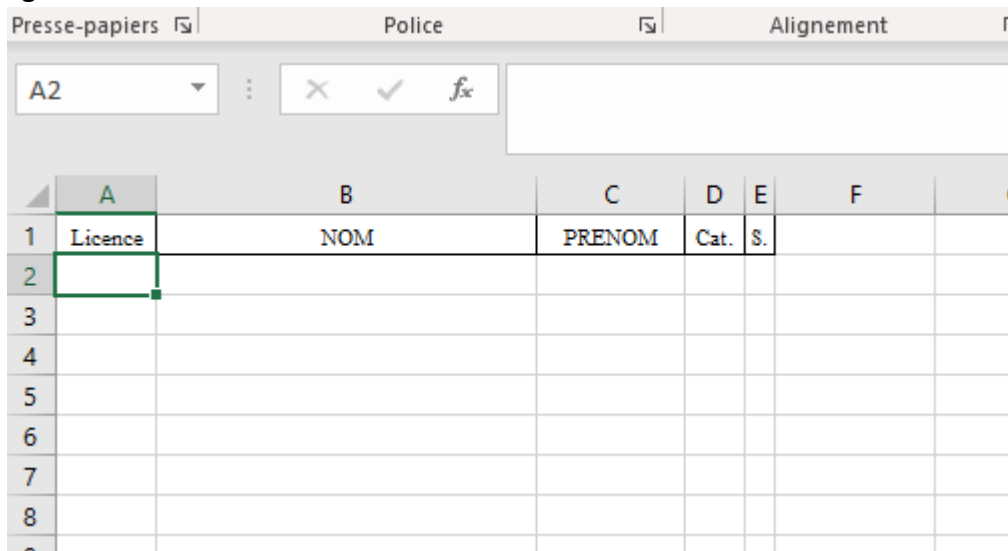 Presse-papiers Police Alignement
A2 fx
A B C D E F
1 Licence NOM PRENOM Cat. S.
2
3
4
5
6
7
8